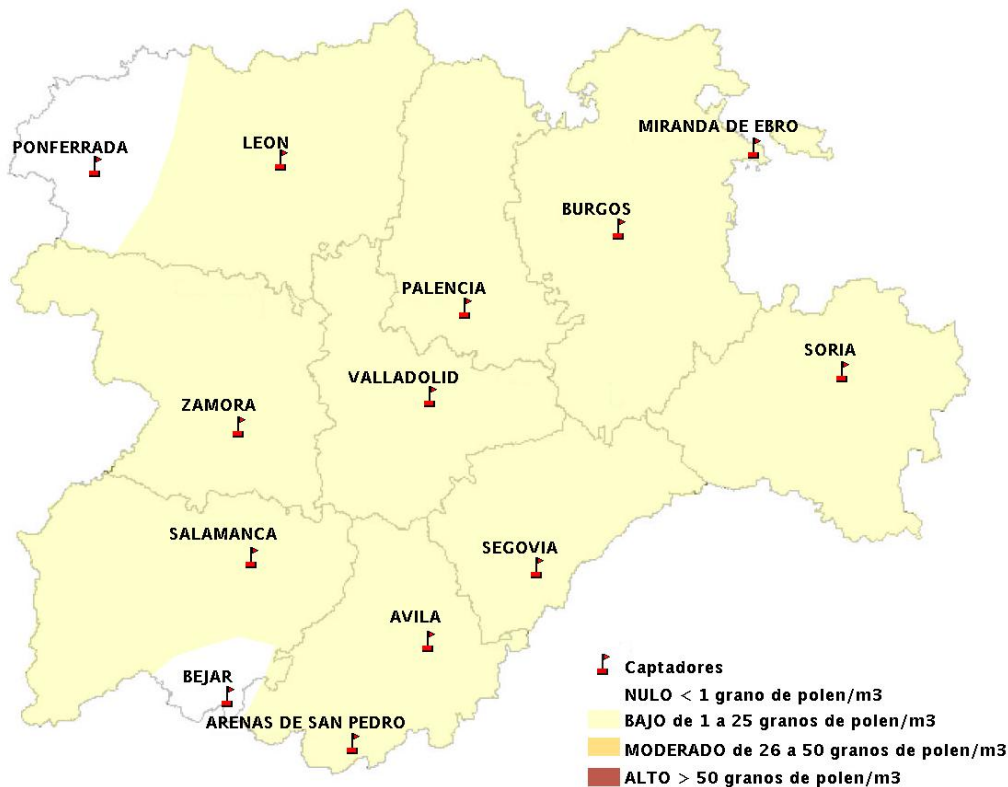 MIRANDA DE EBRO
PONFERRADA
LEON
BURGOS
PALENCIA
SORIA
VALLADOLID
ZAMORA
SALAMANCA
SEGOVIA
AVILA
BEJAR
ARENAS DE SAN PEDRO
Captadores
NULO < 1 grano de polen/m3
BAJO de 1 a 25 granos de polen/m3
MODERADO de 26 a 50 granos de polen/m3
ALTO > 50 granos de polen/m3